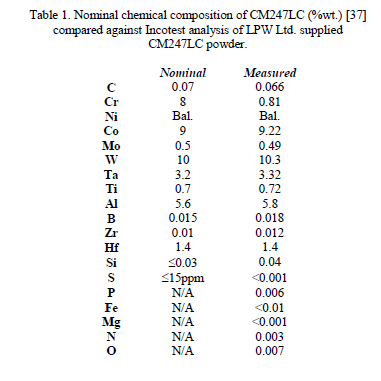 Table 1. Nominal chemical composition of CM247LC (%wt.) [37]
compared against Incotest analysis of LPW Ltd. supplied
CM247LC powder.
Nominal Measured
C 0.07 0.066
Cr 8 0.81
Ni Bal. Bal.
Co 9 9.22
Mo 0.5 0.49
W 10 10.3
Ta 3.2 3.32
Ti 0.7 0.72
Al 5.6 5.8
B 0.015 0.018
Zr 0.01 0.012
Hf 1.4 1.4
Si ≤0.03 0.04
S ≤15ppm <0.001
P N/A 0.006
Fe N/A <0.01
Mg N/A <0.001
N N/A 0.003
O N/A 0.007